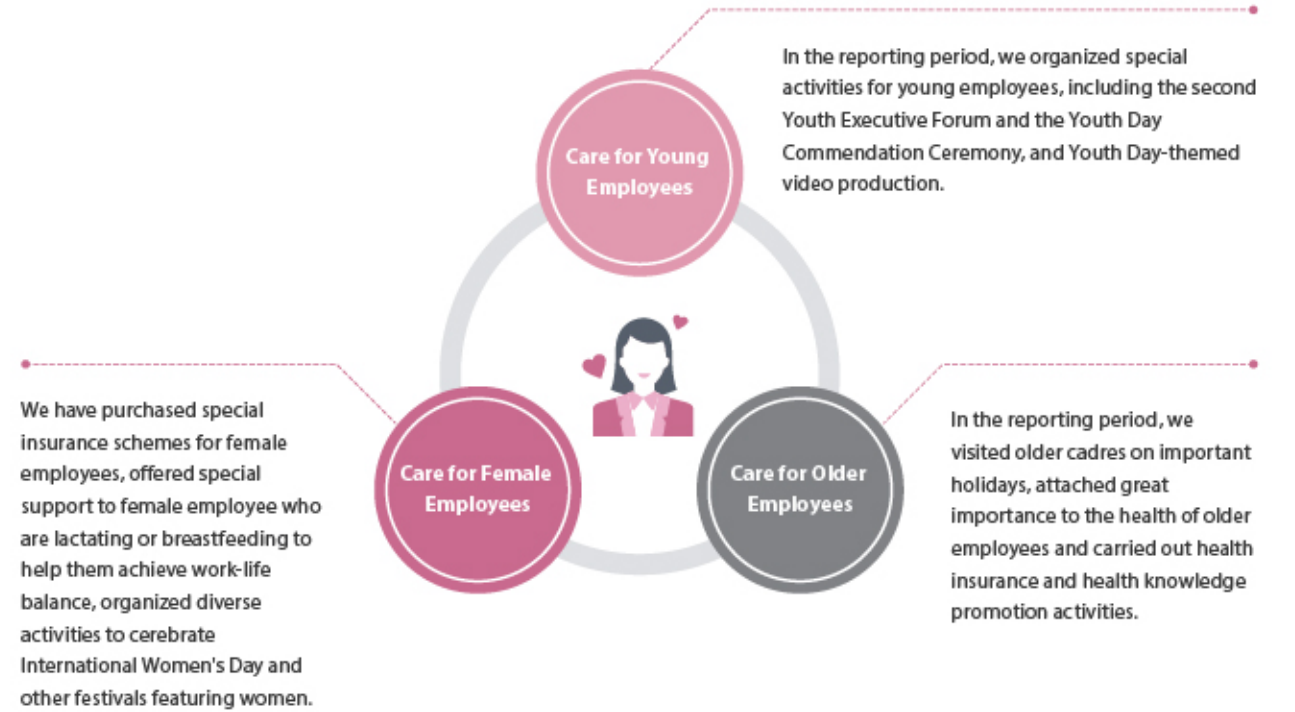 In the reporting period, we organized special
activities for young employees, including the second
Youth Executive Forum and the Youth Day
Commendation Ceremony, and Youth Day-themed
video production.
Care for Young
Employees
We have purchased special
insurance schemes for female
employees, offered special
support to female employee who
are lactating or breastfeeding to
help them achieve work-life
balance, organized diverse
activities to cerebrate
International Women's Day and
other festivals featuring women.
Care for Female
Employees
Care for Older
Employees
In the reporting period, we
visited older cadres on important
holidays, attached great
importance to the health of older
employees and carried out health
insurance and health knowledge
promotion activities.